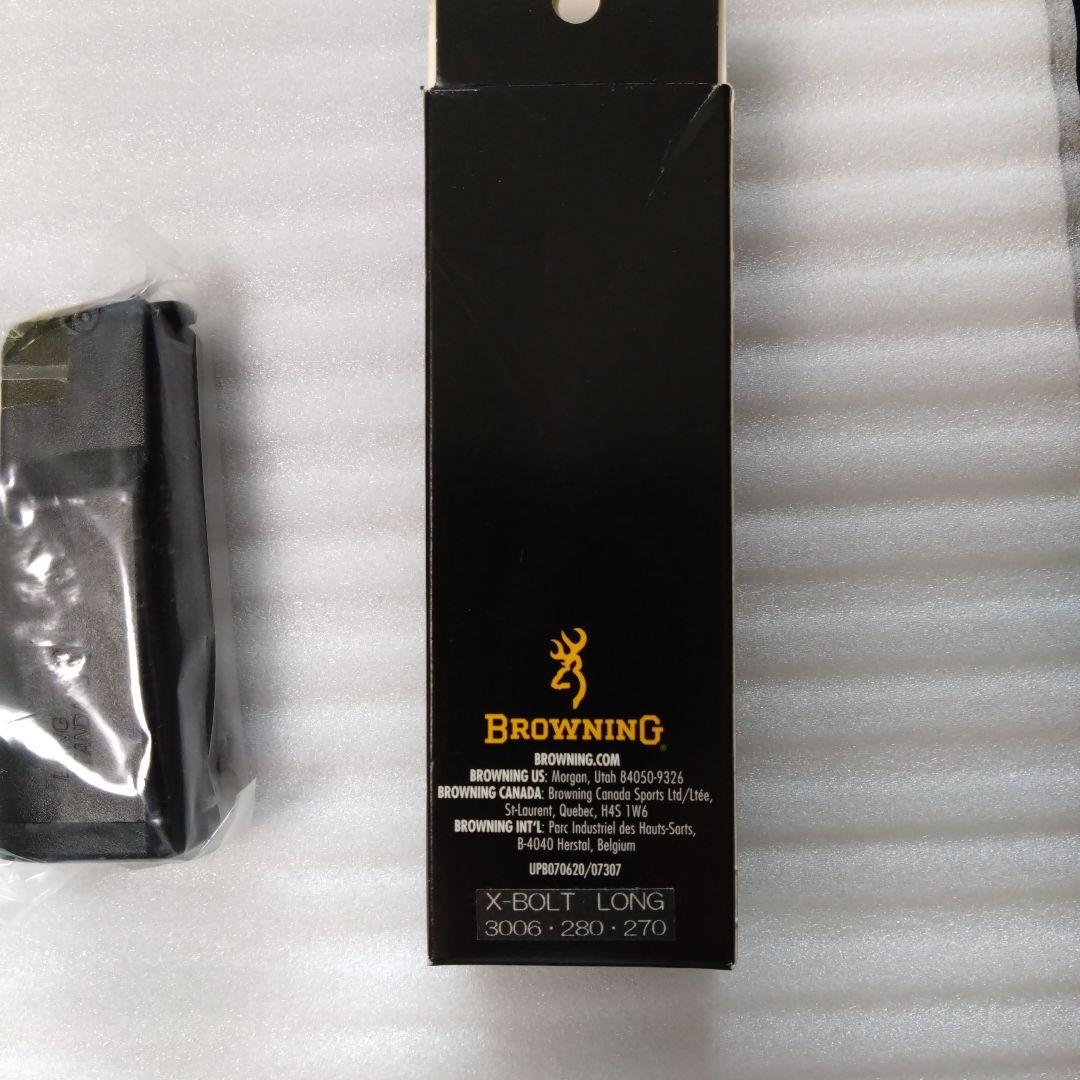 BROWNING
BROWNING.COM
BROWNING US: Morgan, Utah 84050-9326
BROWNING CANADA: Browning Canada Sports Ltd/Ltée,
St-Laurent, Quebec, H4S 1W6
BROWNING INT'L: Parc Industriel des Hauts-Sarts,
B-4040 Herstal, Belgium
UPB070620/07307
X-BOLT LONG
3006・280・270